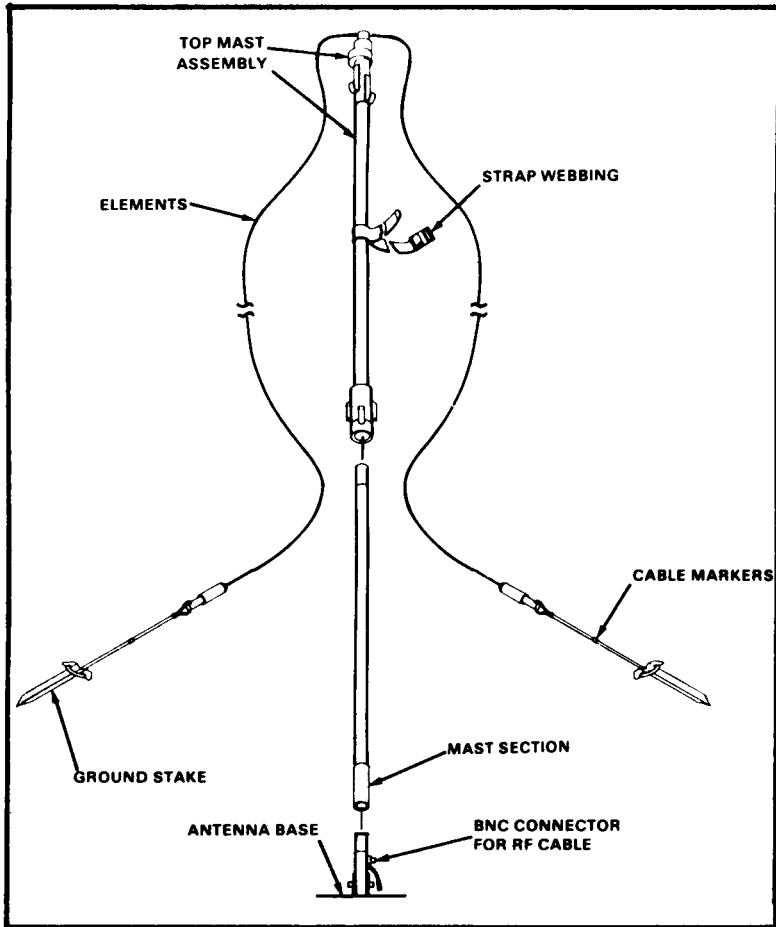 TOP MAST
ASSEMBLY
STRAP WEBBING
ELEMENTS
CABLE MARKERS
GROUND STAKE
MAST SECTION
ANTENNA BASE
BNC CONNECTOR
FOR RF CABLE